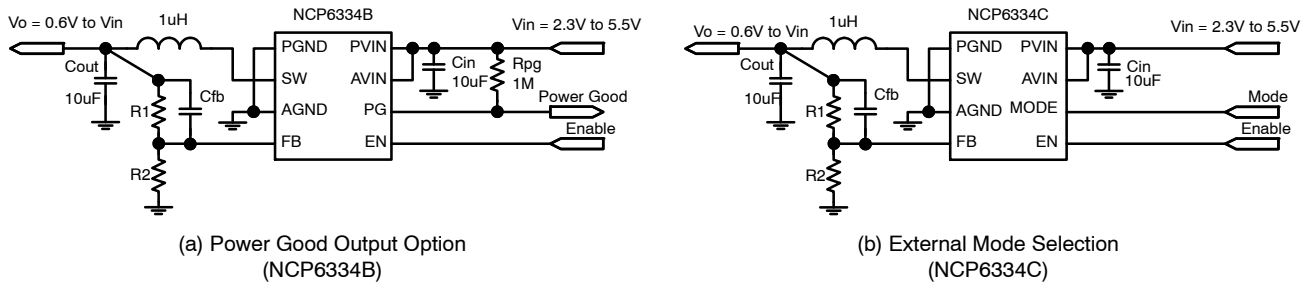 Vo = 0.6V to Vin
1uH
NCP6334B
Vin = 2.3V to 5.5V
PGND
PVIN
Cout
10uF
SW
AVIN
Cin
10uF
Rpg
1M
Cfb
R1
AGND
PG
Power Good
FB
EN
Enable
R2
(a) Power Good Output Option
(NCP6334B)
Vo = 0.6V to Vin
1uH
NCP6334C
Vin = 2.3V to 5.5V
PGND
PVIN
Cout
10uF
SW
AVIN
Cin
10uF
Cfb
R1
AGND
MODE
Mode
FB
EN
Enable
R2
(b) External Mode Selection
(NCP6334C)